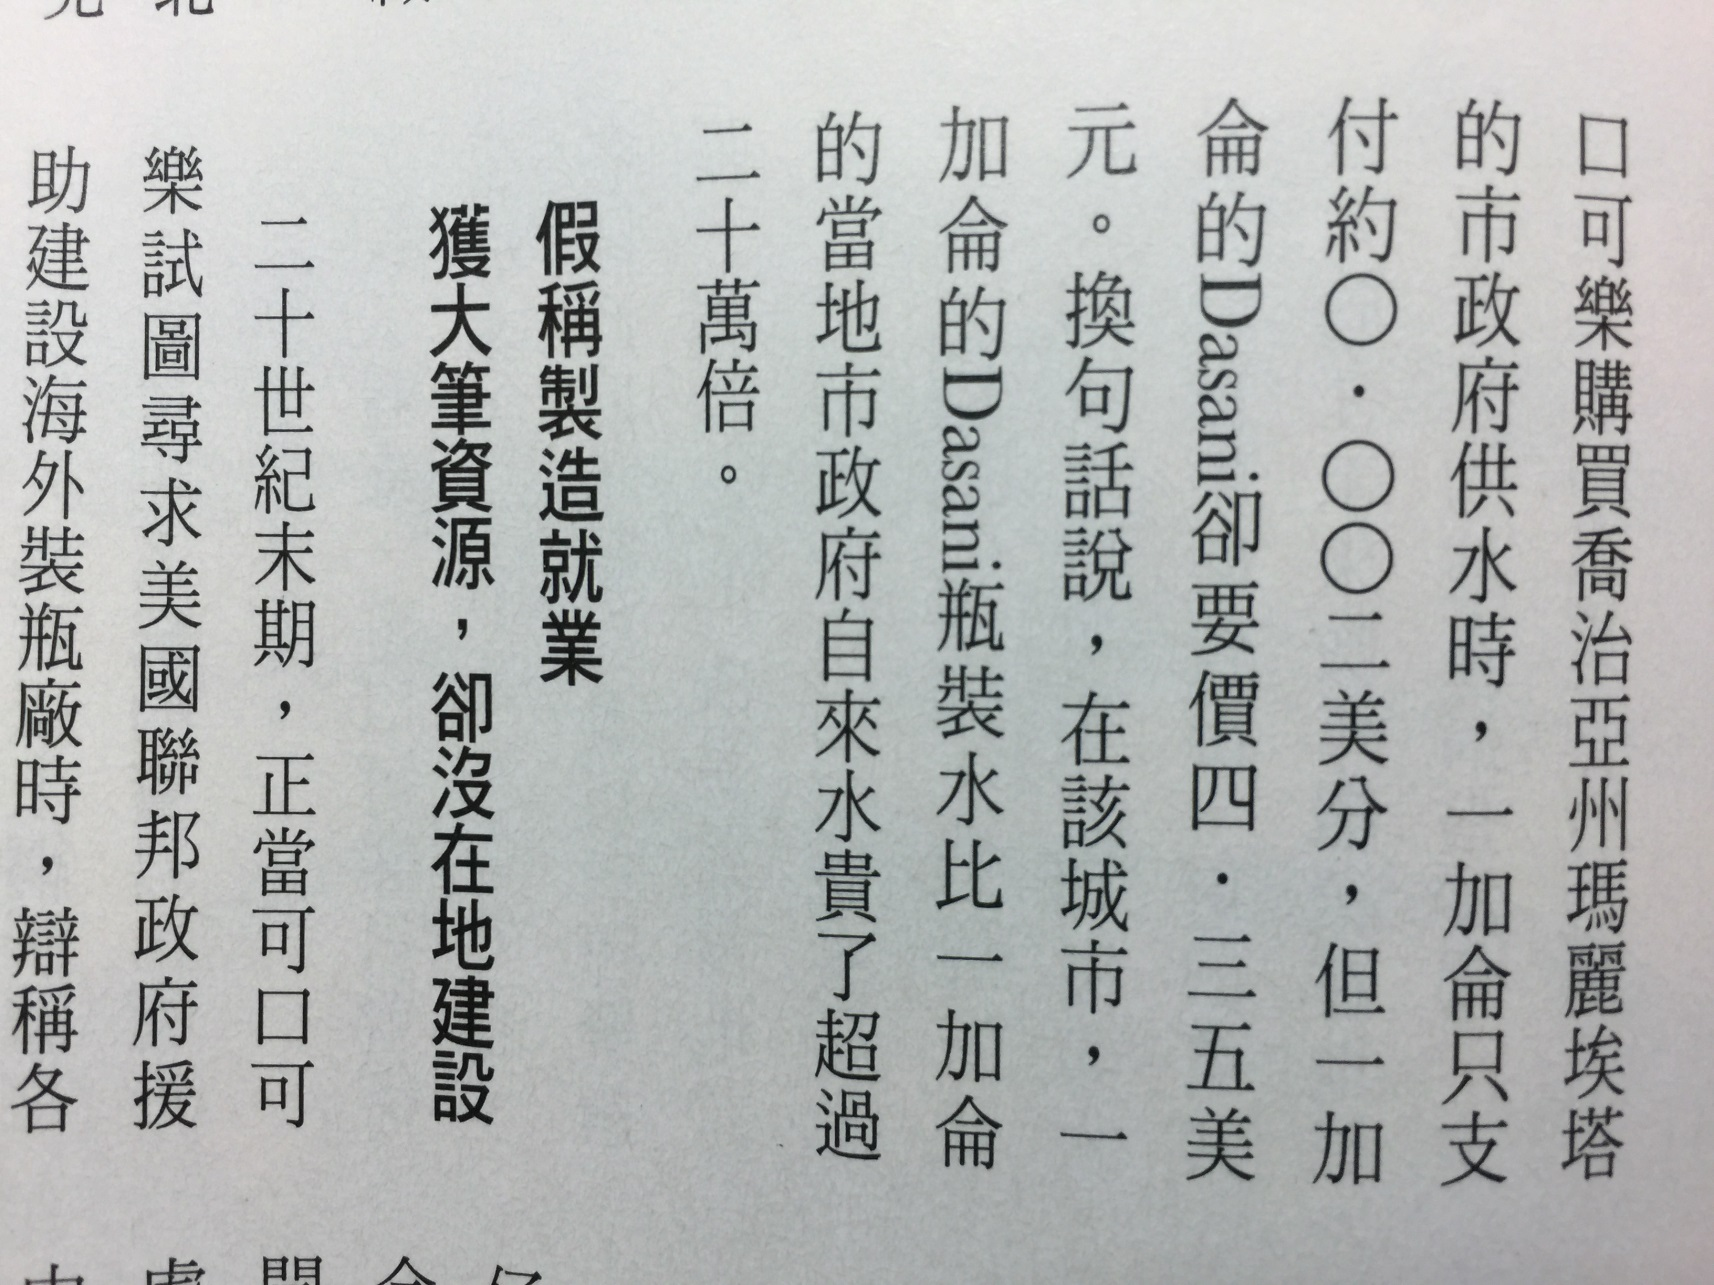 口可樂購買喬治亞州瑪麗埃塔
的市政府供水時，一加侖只支
付約〇．〇〇二美分，但一加
侖的Dasani卻要價四．三五美
元。換句話說，在該城市，一
加侖的Dasani瓶裝水比一加侖
的當地市政府自來水貴了超過
二十萬倍。
假稱製造就業
獲大筆資源，卻沒在地建設
二十世紀末期，正當可口可
樂試圖尋求美國聯邦政府援
助建設海外裝瓶廠時，辯稱各